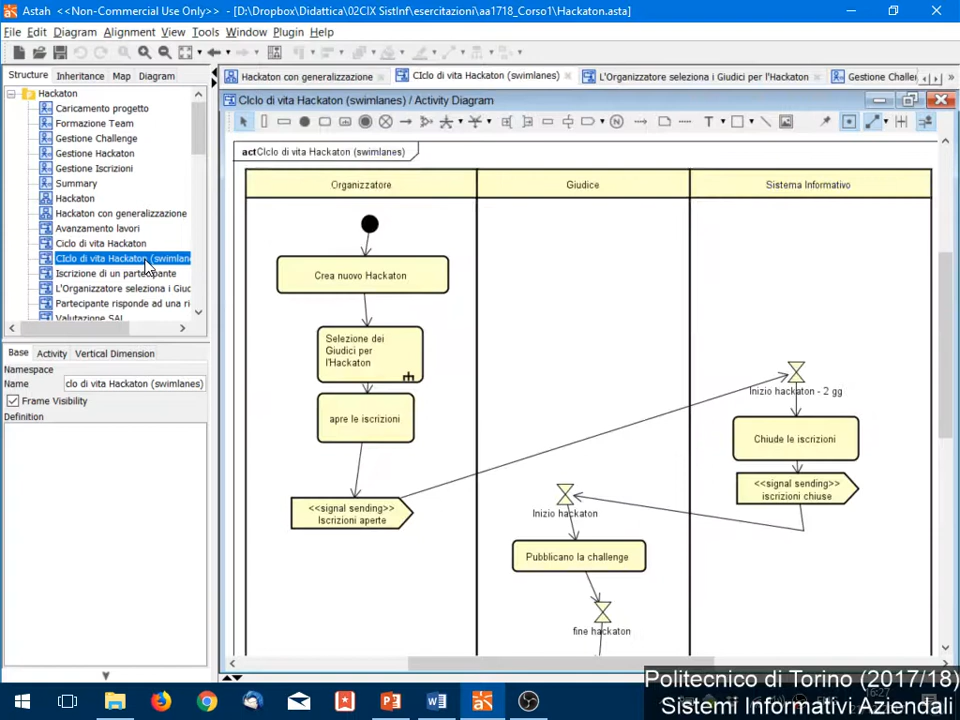 Astah <<Non-Commercial Use Only>> - [D:\Dropbox\Didattica\02CIX SistInf\esercitazioni\aa1718_Corso1\Hackaton.asta]
File Edit Diagram Alignment View Tools Window Plugin Help
Structure Inheritance Map Diagram
Hackaton con generalizzazione
CIclo di vita Hackaton (swimlanes)
L'Organizzatore seleziona i Giudici per l'Hackaton
Gestione Challe
CIclo di vita Hackaton (swimlanes) / Activity Diagram
Hackaton
Caricamento progetto
Formazione Team
Gestione Challenge
Gestione Hackaton
Gestione Iscrizioni
Summary
Hackaton
Hackaton con generalizzazione
Avanzamento lavori
Ciclo di vita Hackaton
CIclo di vita Hackaton (swimlan
Iscrizione di un partecipante
L'Organizzatore seleziona i Giuc
Partecipante risponde ad una ri
Valutazione SAL
Base Activity Vertical Dimension
Namespace
Name clo di vita Hackaton (swimlanes)
Frame Visibility
Definition
act CIclo di vita Hackaton (swimlanes)
Organizzatore
Giudice
Sistema Informativo
Crea nuovo Hackaton
Selezione dei
Giudici per
l'Hackaton
apre le iscrizioni
<<signal sending>>
Iscrizioni aperte
Inizio hackaton - 2 gg
Chiude le iscrizioni
<<signal sending>>
iscrizioni chiuse
Inizio hackaton
Pubblicano la challenge
fine hackaton
Politecnico di Torino (2017/18)
16:27
Sistemi Informativi Aziendali